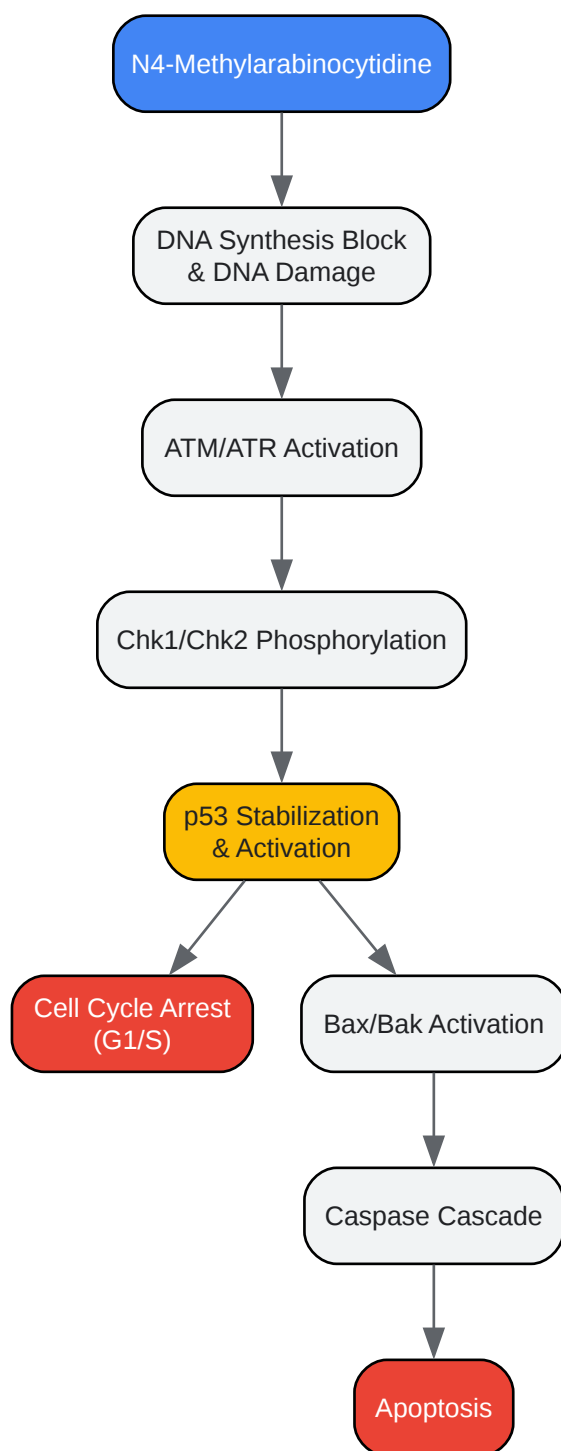 N4-Methylarabinocytidine
DNA Synthesis Block
& DNA Damage
ATM/ATR Activation
Chk1/Chk2 Phosphorylation
p53 Stabilization
& Activation
Cell Cycle Arrest
(G1/S)
Bax/Bak Activation
Caspase Cascade
Apoptosis